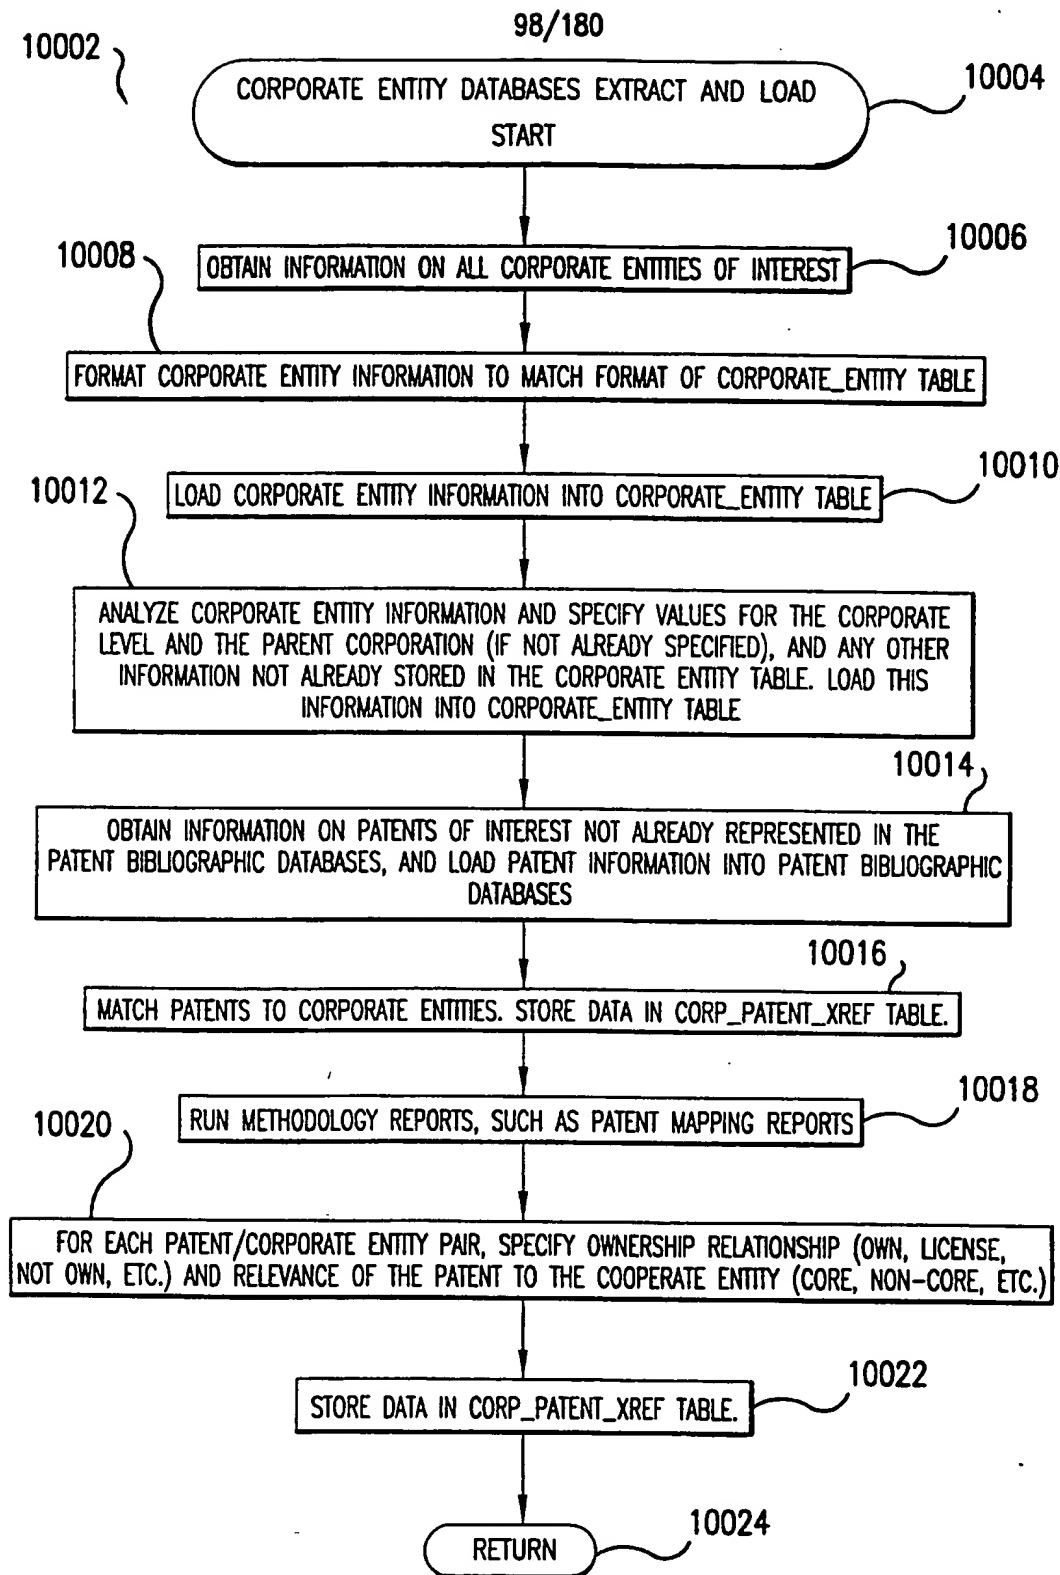 98/180
10002
CORPORATE ENTITY DATABASES EXTRACT AND LOAD
START
10004
10006
OBTAIN INFORMATION ON ALL CORPORATE ENTITIES OF INTEREST
10008
FORMAT CORPORATE ENTITY INFORMATION TO MATCH FORMAT OF CORPORATE_ENTITY TABLE
10010
LOAD CORPORATE ENTITY INFORMATION INTO CORPORATE_ENTITY TABLE
10012
ANALYZE CORPORATE ENTITY INFORMATION AND SPECIFY VALUES FOR THE CORPORATE
LEVEL AND THE PARENT CORPORATION (IF NOT ALREADY SPECIFIED), AND ANY OTHER
INFORMATION NOT ALREADY STORED IN THE CORPORATE ENTITY TABLE. LOAD THIS
INFORMATION INTO CORPORATE_ENTITY TABLE
10014
OBTAIN INFORMATION ON PATENTS OF INTEREST NOT ALREADY REPRESENTED IN THE
PATENT BIBLIOGRAPHIC DATABASES, AND LOAD PATENT INFORMATION INTO PATENT BIBLIOGRAPHIC
DATABASES
10016
MATCH PATENTS TO CORPORATE ENTITIES. STORE DATA IN CORP_PATENT_XREF TABLE.
10018
RUN METHODOLOGY REPORTS, SUCH AS PATENT MAPPING REPORTS
10020
FOR EACH PATENT/CORPORATE ENTITY PAIR, SPECIFY OWNERSHIP RELATIONSHIP (OWN, LICENSE,
NOT OWN, ETC.) AND RELEVANCE OF THE PATENT TO THE COOPERATE ENTITY (CORE, NON-CORE, ETC.)
10022
STORE DATA IN CORP_PATENT_XREF TABLE.
10024
RETURN